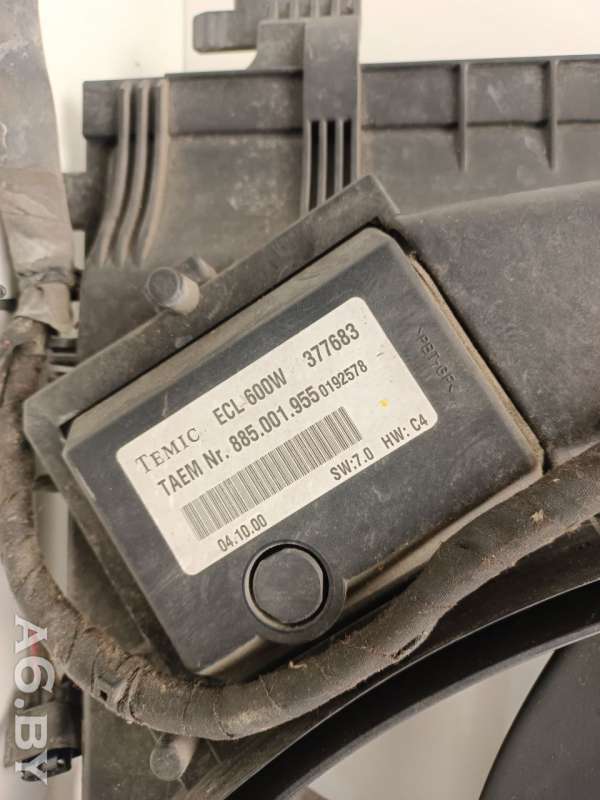 TEMIC ECL 600W 377683
TAEM Nr. 885.001.955 0192578
04.10.00 SW:7.0 HW: C4
A6.BY